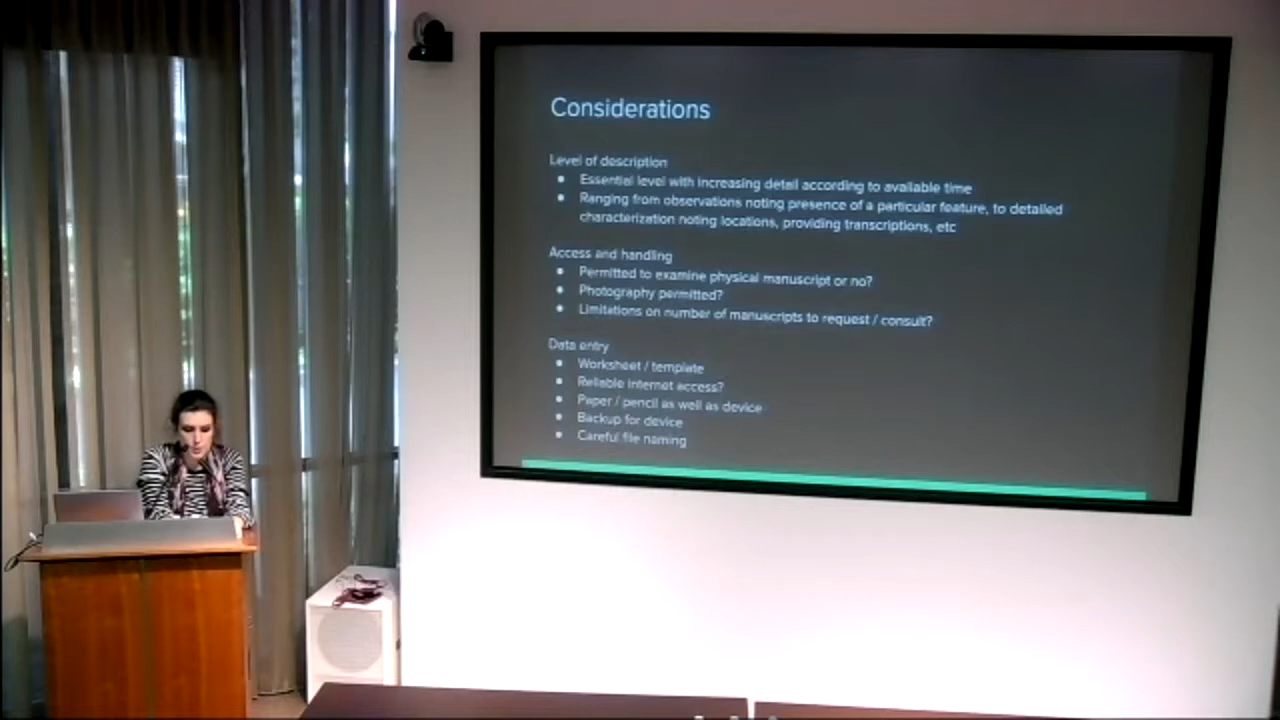 Considerations
Level of description
● Essential level with increasing detail according to available time
● Ranging from observations noting presence of a particular feature, to detailed
characterization noting locations, providing transcriptions, etc
Access and handling
● Permitted to examine physical manuscript or no?
● Photography permitted?
● Limitations on number of manuscripts to request / consult?
Data entry
● Worksheet / template
● Reliable internet access?
● Paper / pencil as well as device
● Backup for device
● Careful file naming